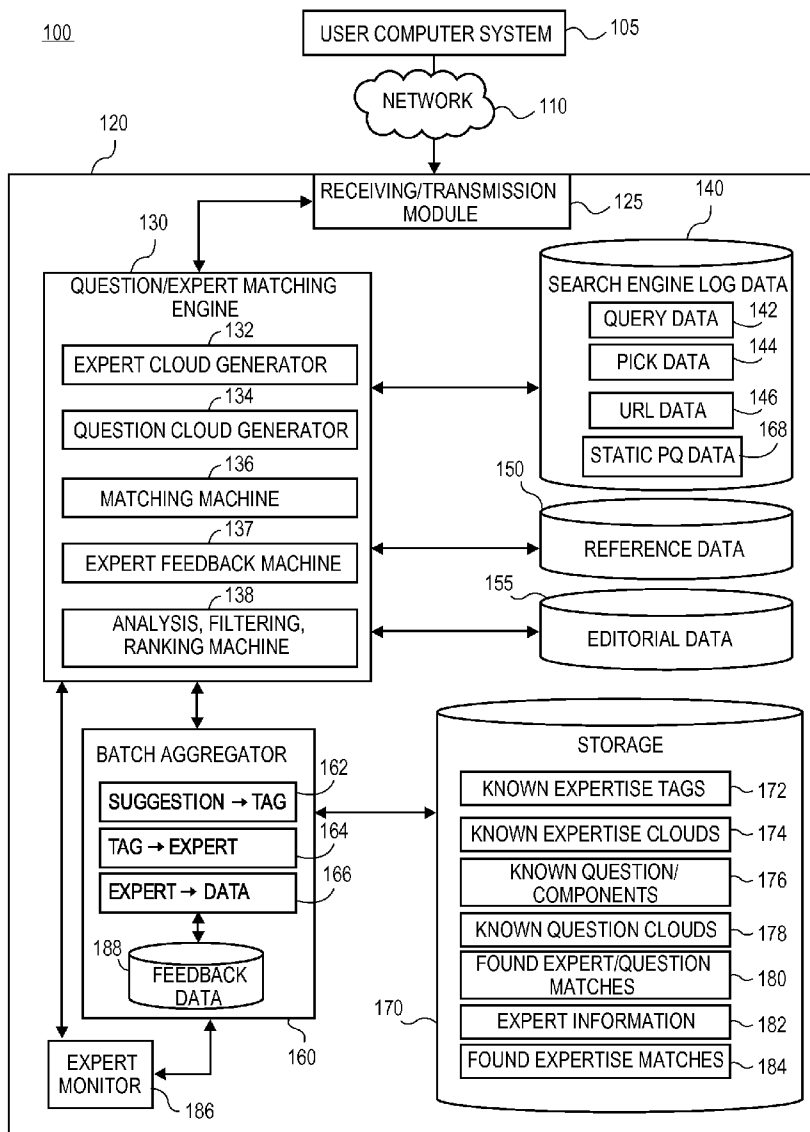 100
USER COMPUTER SYSTEM
105
NETWORK
110
120
RECEIVING/TRANSMISSION
MODULE
125
130
QUESTION/EXPERT MATCHING
ENGINE
132
EXPERT CLOUD GENERATOR
134
QUESTION CLOUD GENERATOR
136
MATCHING MACHINE
137
EXPERT FEEDBACK MACHINE
138
ANALYSIS, FILTERING,
RANKING MACHINE
140
SEARCH ENGINE LOG DATA
QUERY DATA
142
PICK DATA
144
URL DATA
146
STATIC PQ DATA
168
150
REFERENCE DATA
155
EDITORIAL DATA
BATCH AGGREGATOR
162
SUGGESTION → TAG
164
TAG → EXPERT
166
EXPERT → DATA
188
FEEDBACK
DATA
160
EXPERT
MONITOR
186
STORAGE
KNOWN EXPERTISE TAGS
172
KNOWN EXPERTISE CLOUDS
174
KNOWN QUESTION/
COMPONENTS
176
KNOWN QUESTION CLOUDS
178
FOUND EXPERT/QUESTION
MATCHES
180
170
EXPERT INFORMATION
182
FOUND EXPERTISE MATCHES
184